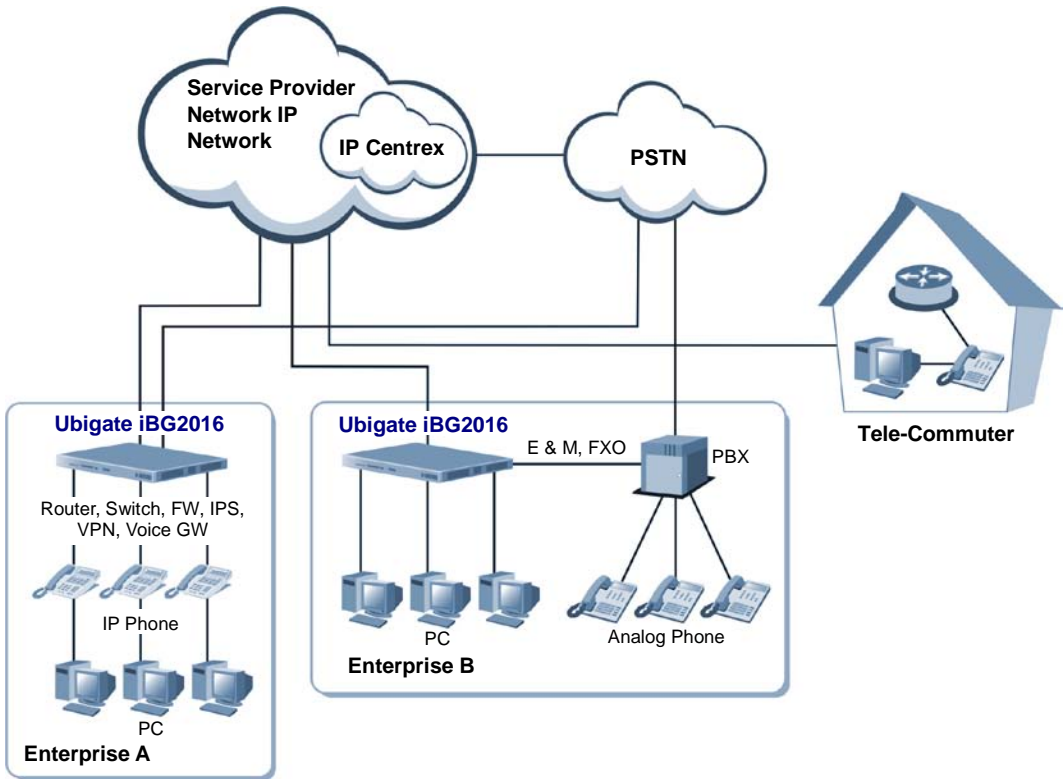 Service Provider
Network IP
Network
IP Centrex
PSTN
Tele-Commuter
Ubigate iBG2016
Router, Switch, FW, IPS,
VPN, Voice GW
IP Phone
PC
Enterprise A
Ubigate iBG2016
E & M, FXO
PBX
PC
Analog Phone
Enterprise B